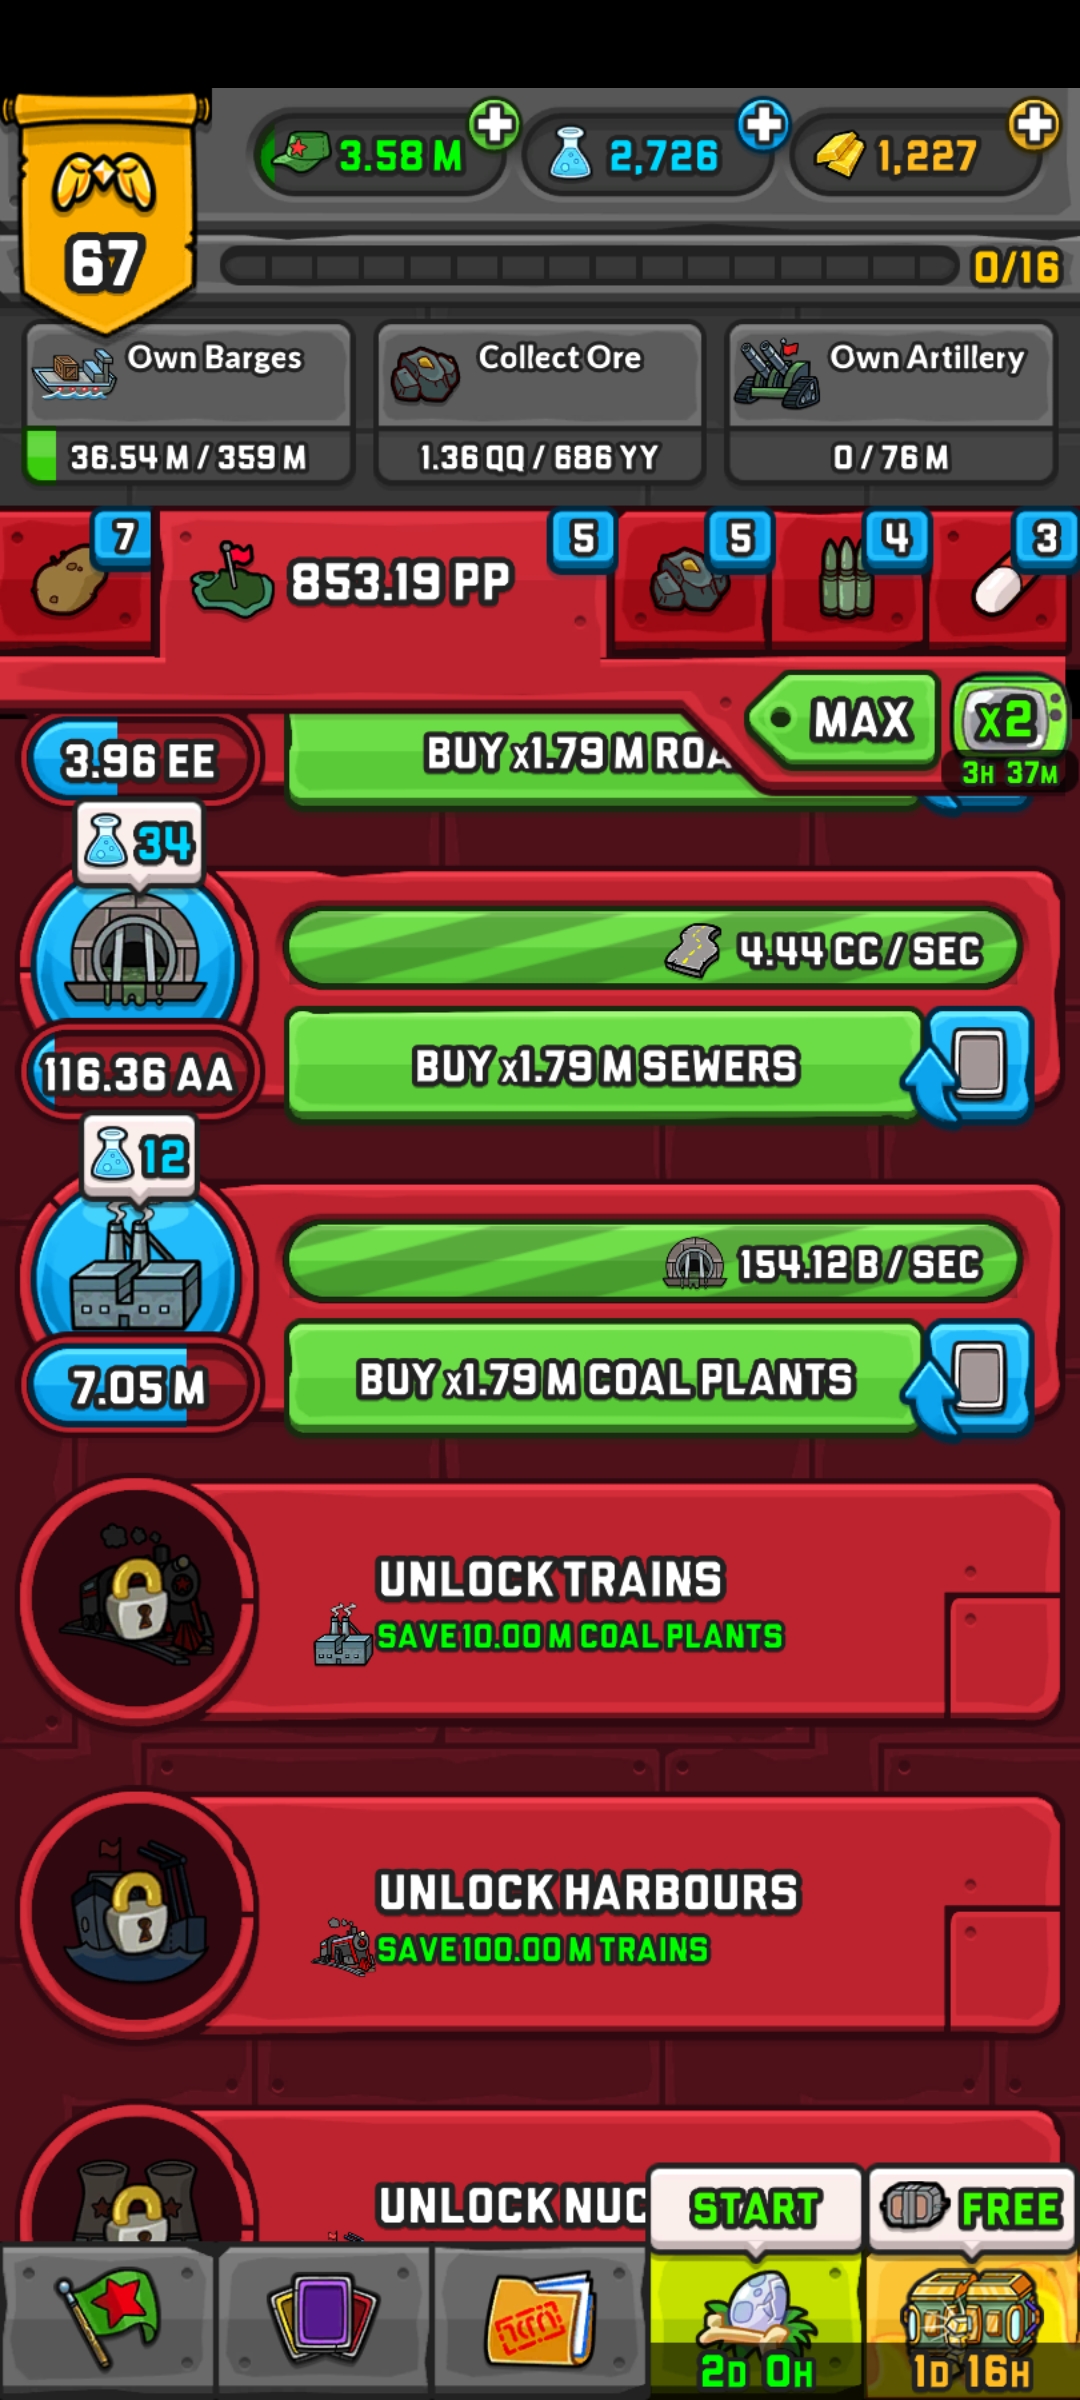 3.58 M
2,726
1,227
67
0/16
Own Barges
36.54 M / 359 M
Collect Ore
1.36 QQ / 686 YY
Own Artillery
0 / 76 M
7
853.19 PP
5
5
4
3
MAX
x2
3H 37M
3.96 EE
BUY x1.79 M ROA
34
4.44 CC / SEC
116.36 AA
BUY x1.79 M SEWERS
12
154.12 B / SEC
7.05 M
BUY x1.79 M COAL PLANTS
UNLOCK TRAINS
SAVE 10.00 M COAL PLANTS
UNLOCK HARBOURS
SAVE 100.00 M TRAINS
UNLOCK NUC
START
FREE
2D 0H
1D 16H